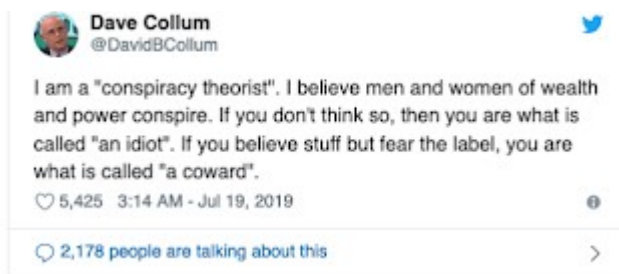 Dave Collum
@DavidBCollum
I am a "conspiracy theorist". I believe men and women of wealth
and power conspire. If you don't think so, then you are what is
called "an idiot". If you believe stuff but fear the label, you are
what is called "a coward".
5,425 3:14 AM - Jul 19, 2019
2,178 people are talking about this